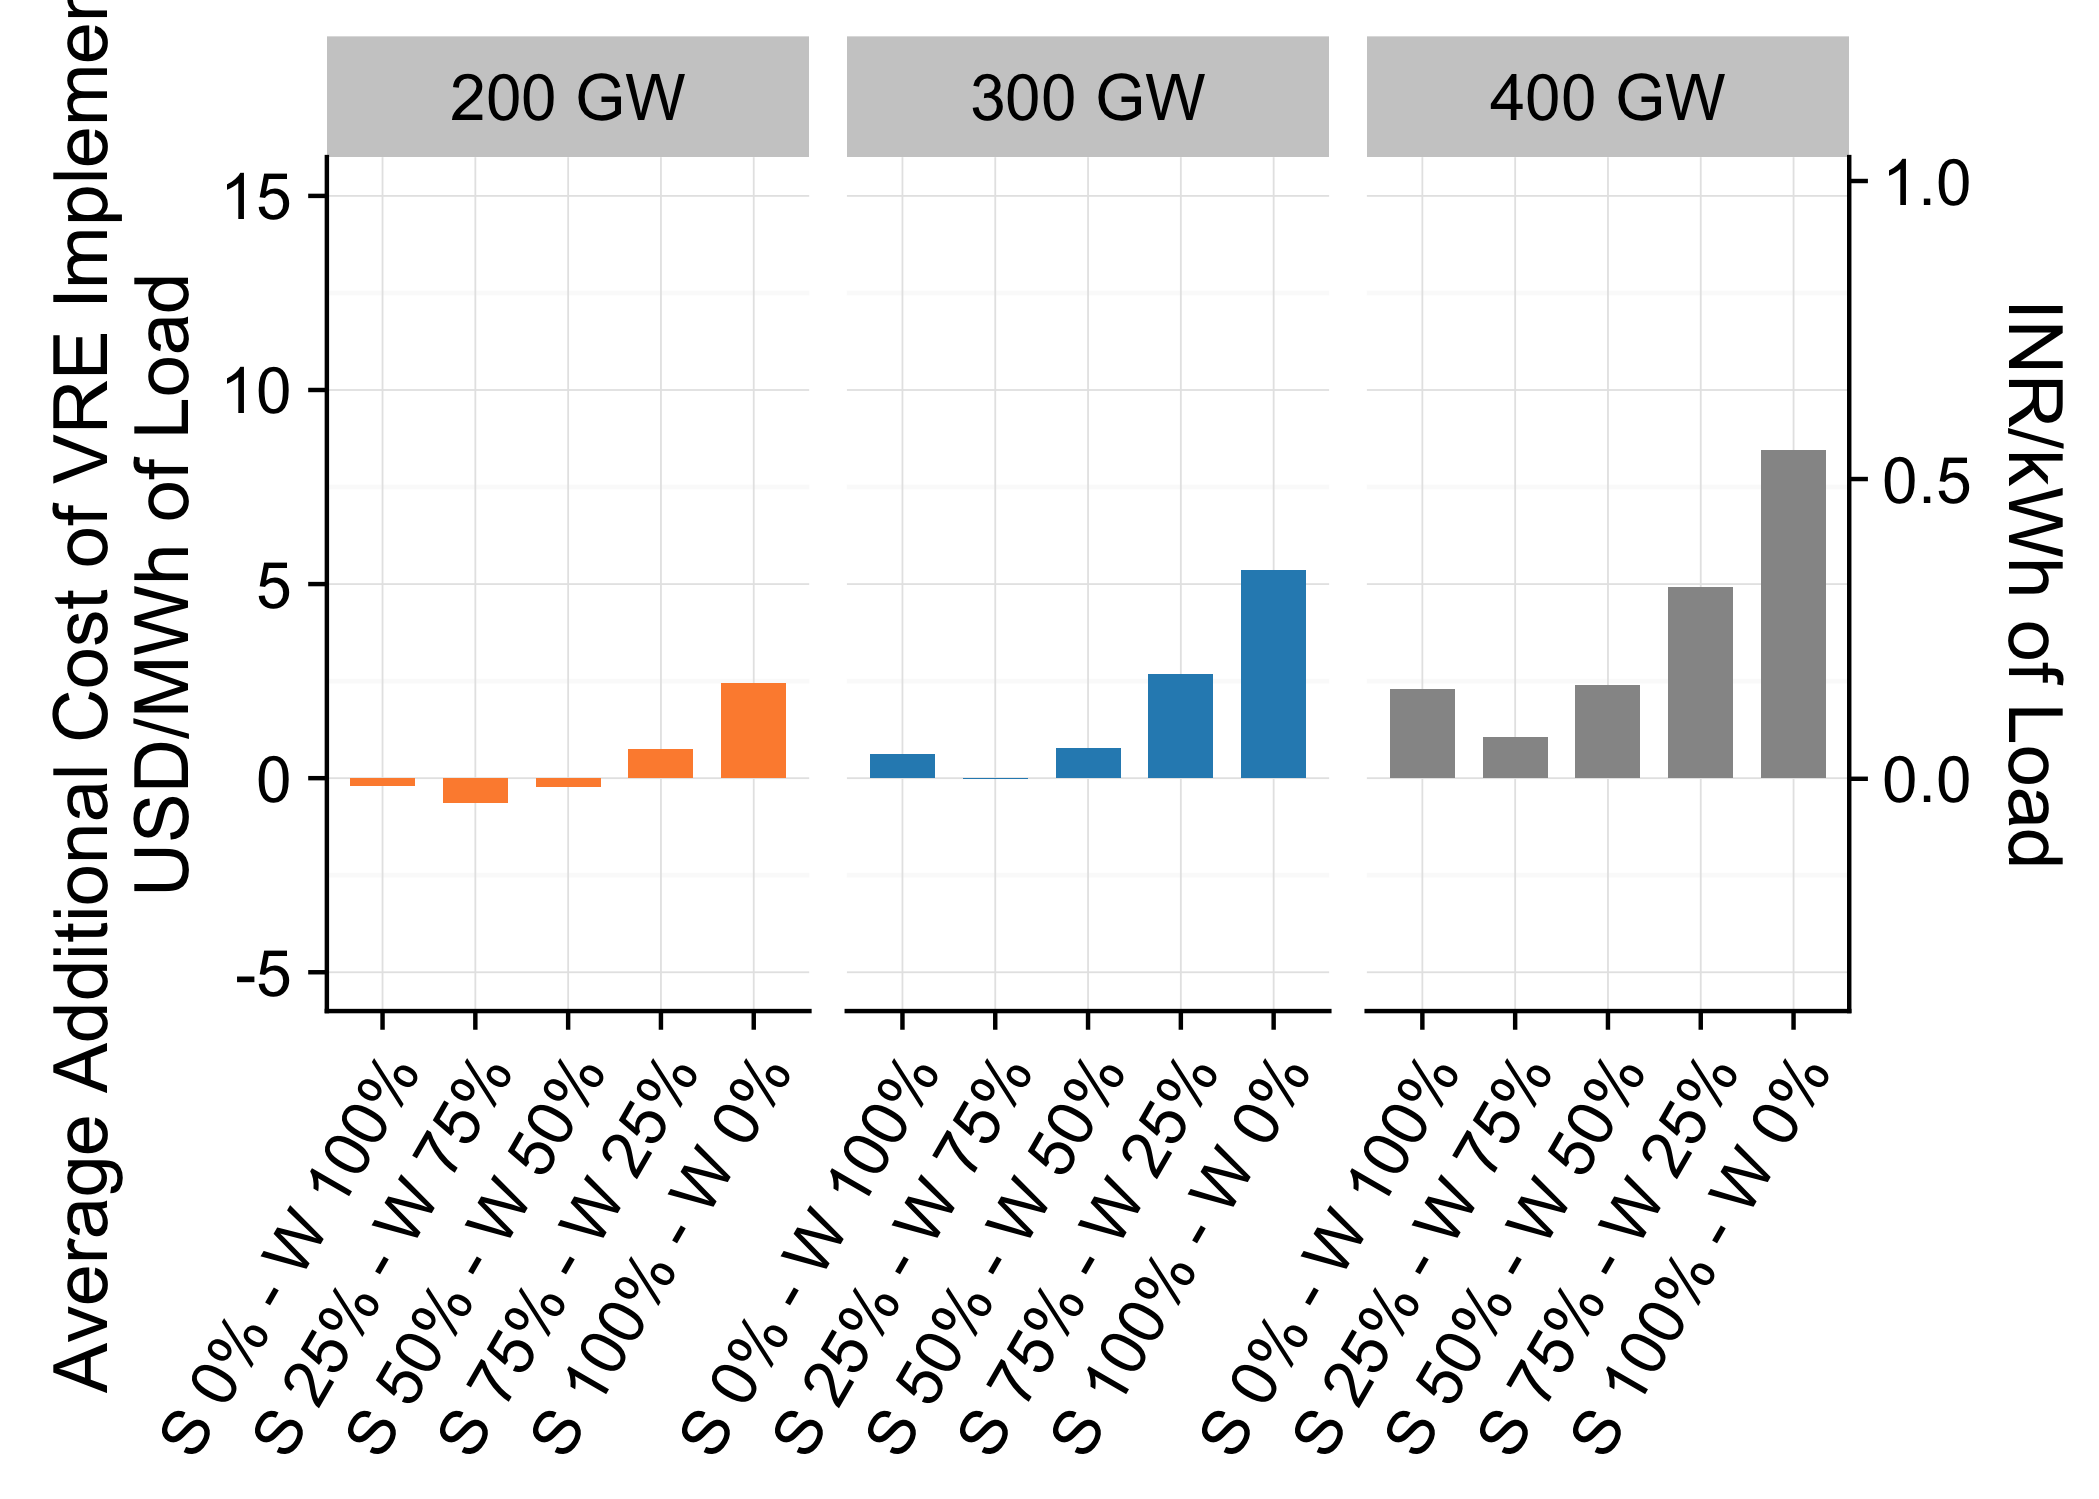 Average Additional Cost of VRE
USD/MWh of Load
200 GW
300 GW
400 GW
15
10
5
0
-5
1.0
0.5
0.0
INR/kWh of Load
S 0% - W 100%
S 25% - W 75%
S 50% - W 50%
S 75% - W 25%
S 100% - W 0%
S 0% - W 100%
S 25% - W 75%
S 50% - W 50%
S 75% - W 25%
S 100% - W 0%
S 0% - W 100%
S 25% - W 75%
S 50% - W 50%
S 75% - W 25%
S 100% - W 0%